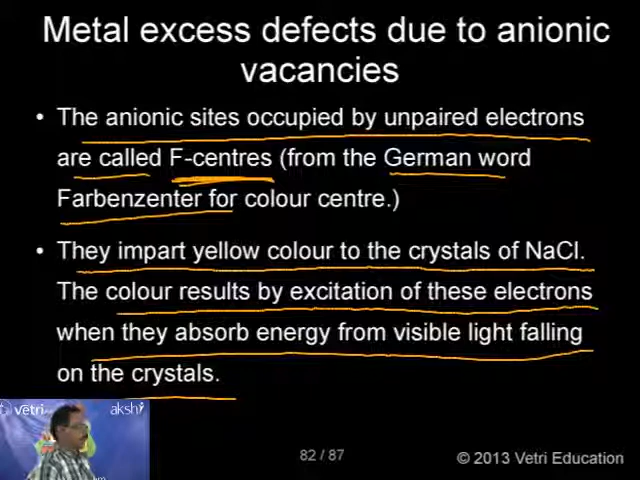 Metal excess defects due to anionic
vacancies
• The anionic sites occupied by unpaired electrons
are called F-centres (from the German word
Farbenzenter for colour centre.)
• They impart yellow colour to the crystals of NaCl.
The colour results by excitation of these electrons
when they absorb energy from visible light falling
on the crystals.
vetri
akshi
82 / 87
© 2013 Vetri Education